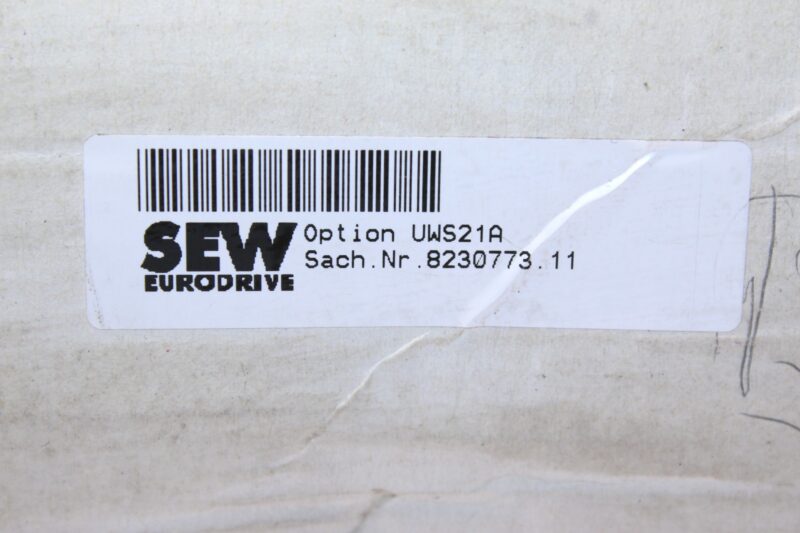 SEW
EURODRIVE
Option UWS21A
Sach.Nr.8230773.11